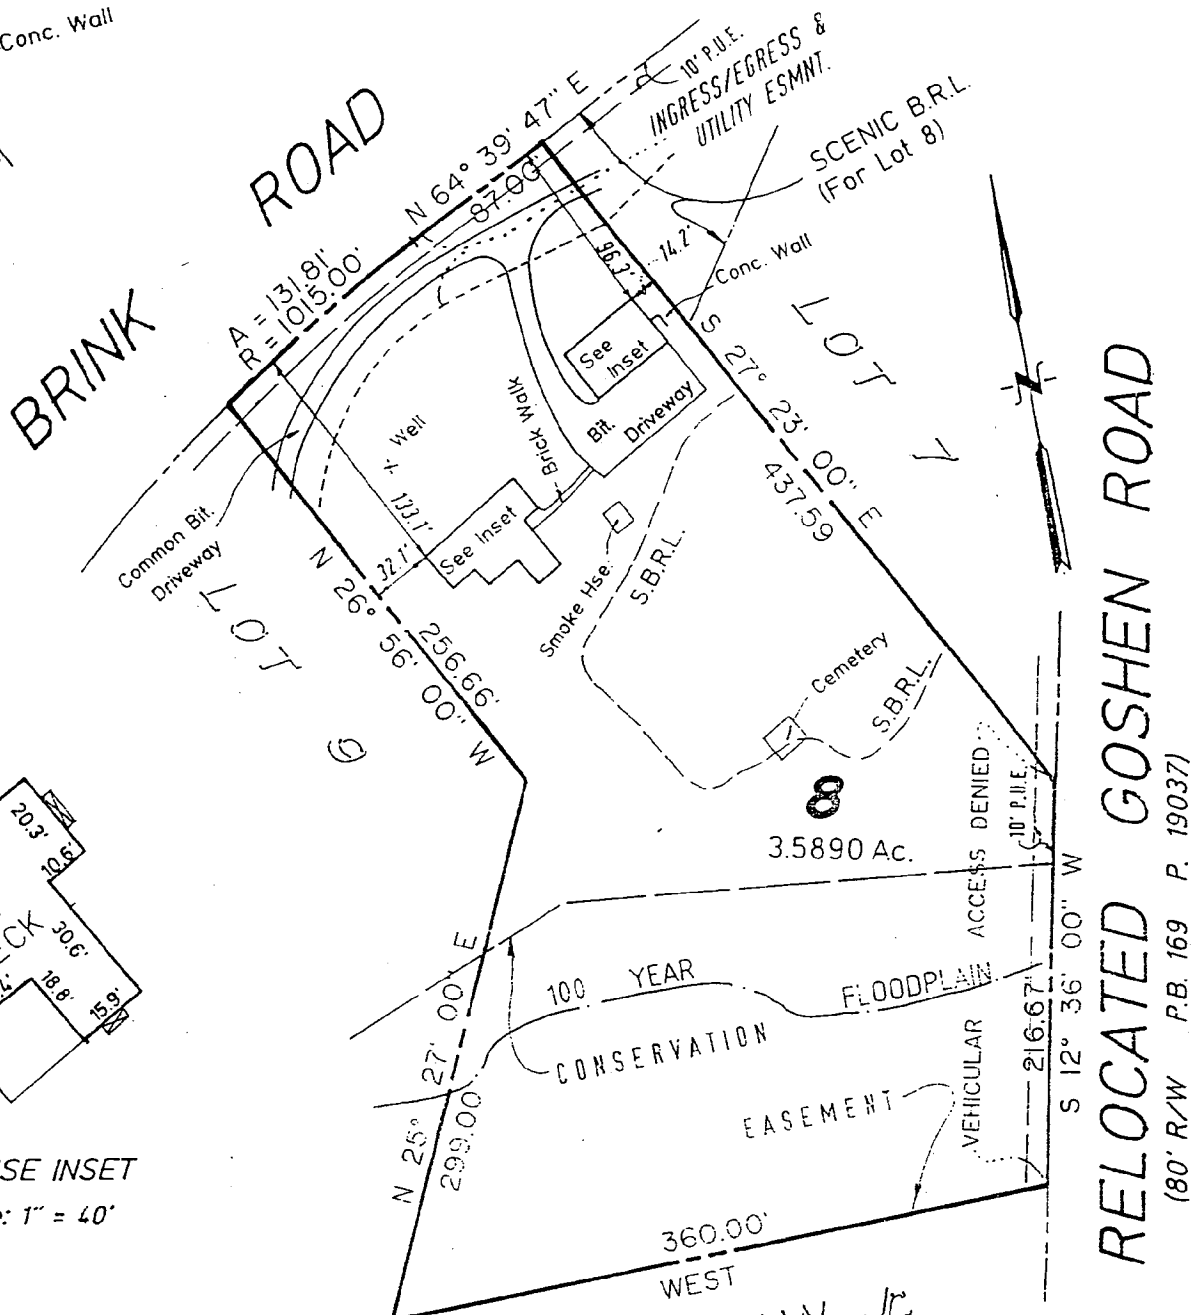 Conc. Wall
BRINK ROAD
A = 131.81'
R = 1015.00'
N 64° 39' 47" E
87.00'
10' P.U.E.
INGRESS/EGRESS &
UTILITY ESMNT.
SCENIC B.R.L.
(For Lot 8)
96.3'
14.2'
Conc. Wall
See
Inset
Bit.
Driveway
Brick Walk
Well
133.1'
32.1'
See Inset
Common Bit.
Driveway
LOT 9
LOT 7
S 27° 23' 00" E
437.59
N 26° 56' 00" W
256.66'
Smoke Hse.
S.B.R.L.
Cemetery
S.B.R.L.
N
8
3.5890 Ac.
VEHICULAR ACCESS DENIED
10' P.U.E.
216.67'
S 12° 36' 00" W
RELOCATED GOSHEN ROAD
(80' R/W P.B. 169 P. 19037)
100 YEAR FLOODPLAIN
CONSERVATION
EASEMENT
N 25° 27' 00" E
299.00
360.00'
WEST
20.3'
10.6'
30.6'
18.8'
15.9'
SE INSET
: 1" = 40'
Jr.